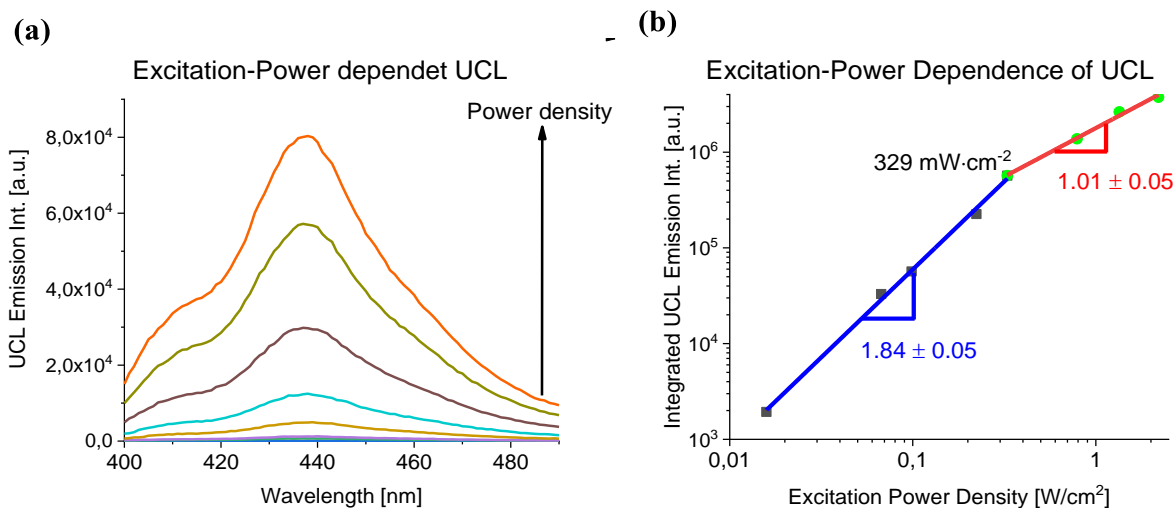 (a)
Excitation-Power dependet UCL
Power density
UCL Emission Int. [a.u.]
8,0x10⁴
6,0x10⁴
4,0x10⁴
2,0x10⁴
0,0
400
420
440
460
480
Wavelength [nm]
(b)
Excitation-Power Dependence of UCL
329 mW·cm⁻²
1.01 ± 0.05
1.84 ± 0.05
Integrated UCL Emission Int. [a.u.]
10⁶
10⁵
10⁴
10³
0,01
0,1
1
Excitation Power Density [W/cm²]